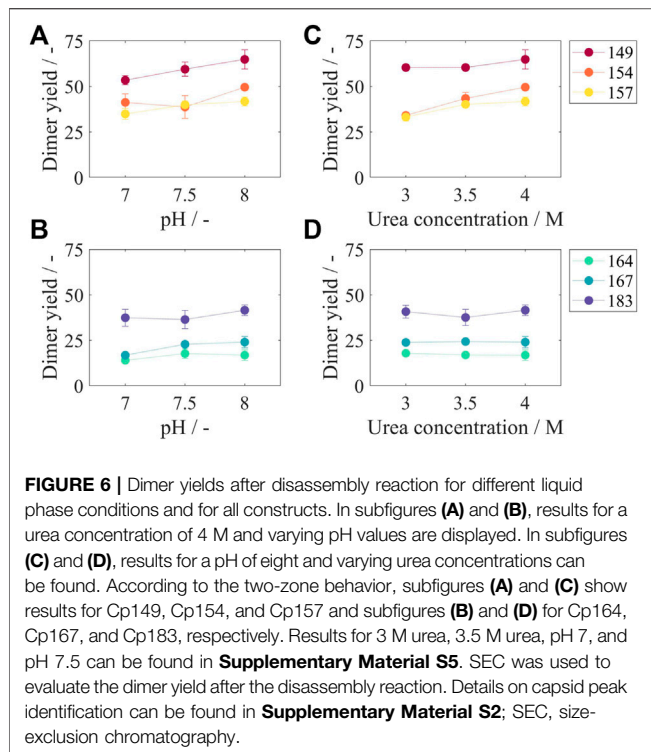 A
C
75
50
25
0
Dimer yield / -
7
7.5
8
pH / -
75
50
25
0
Dimer yield / -
3
3.5
4
Urea concentration / M
149
154
157
B
D
75
50
25
0
Dimer yield / -
7
7.5
8
pH / -
75
50
25
0
Dimer yield / -
3
3.5
4
Urea concentration / M
164
167
183
FIGURE 6 | Dimer yields after disassembly reaction for different liquid
phase conditions and for all constructs. In subfigures (A) and (B), results for a
urea concentration of 4 M and varying pH values are displayed. In subfigures
(C) and (D), results for a pH of eight and varying urea concentrations can
be found. According to the two-zone behavior, subfigures (A) and (C) show
results for Cp149, Cp154, and Cp157 and subfigures (B) and (D) for Cp164,
Cp167, and Cp183, respectively. Results for 3 M urea, 3.5 M urea, pH 7, and
pH 7.5 can be found in Supplementary Material S5. SEC was used to
evaluate the dimer yield after the disassembly reaction. Details on capsid peak
identification can be found in Supplementary Material S2; SEC, size-
exclusion chromatography.